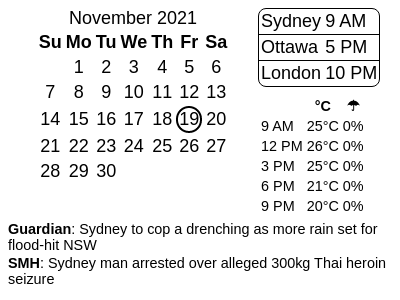 November 2021
Su Mo Tu We Th Fr Sa
1 2 3 4 5 6
7 8 9 10 11 12 13
14 15 16 17 18 19 20
21 22 23 24 25 26 27
28 29 30
Sydney 9 AM
Ottawa 5 PM
London 10 PM
°C ☂
9 AM 25°C 0%
12 PM 26°C 0%
3 PM 25°C 0%
6 PM 21°C 0%
9 PM 20°C 0%
Guardian: Sydney to cop a drenching as more rain set for
flood-hit NSW
SMH: Sydney man arrested over alleged 300kg Thai heroin
seizure